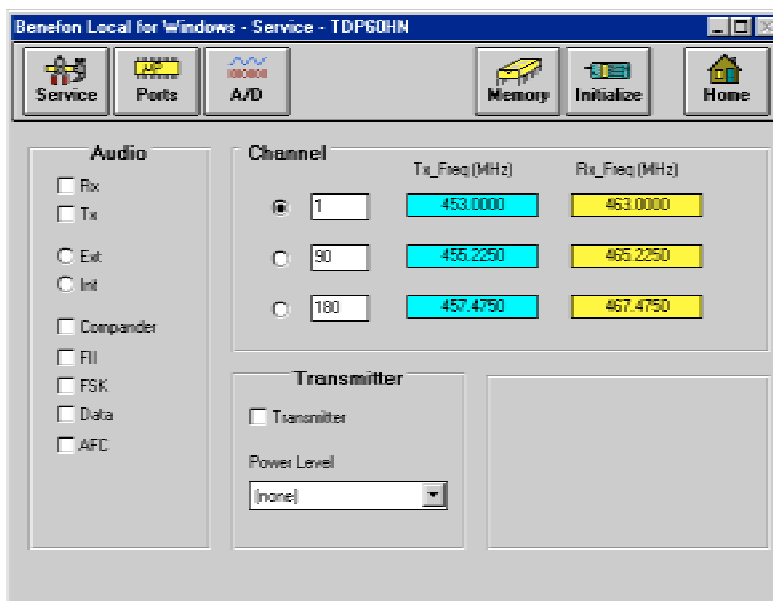 Benefon Local for Windows - Service - TDP60HN
Service Ports A/D Memory Initialize Home
Audio
Rx
Tx
Ext
Int
Compander
FII
FSK
Data
AFC
Channel
Tx_Freq(MHz) Rx_Freq(MHz)
1 453.0000 463.0000
90 455.2250 465.2250
180 457.4750 467.4750
Transmitter
Transmitter
Power Level
(none)